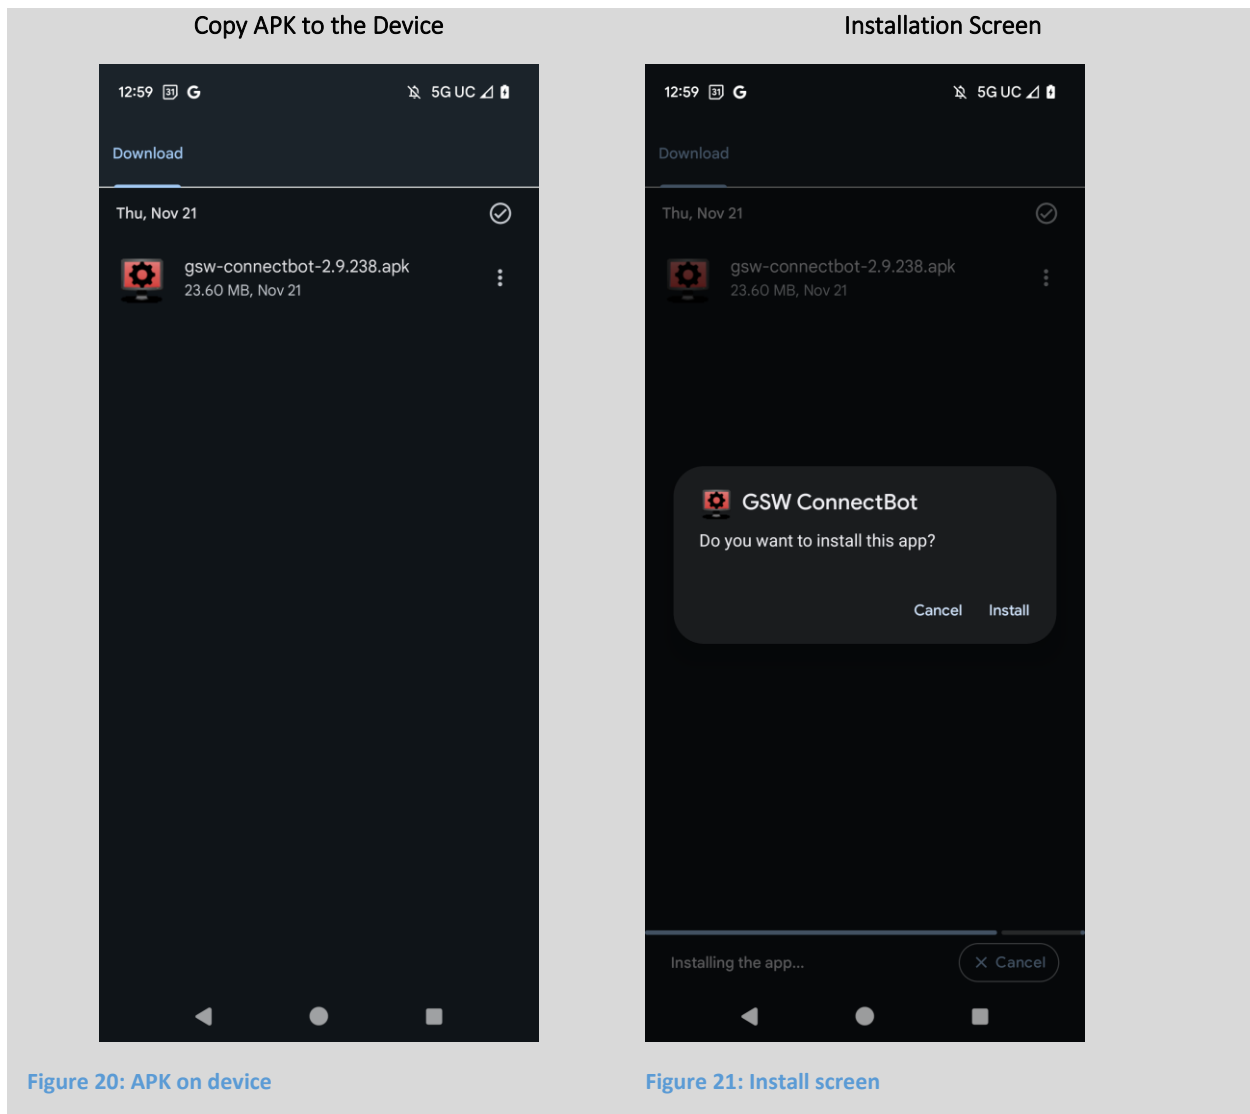 Copy APK to the Device
Installation Screen
12:59 31 G 5G UC
Download
Thu, Nov 21
gsw-connectbot-2.9.238.apk
23.60 MB, Nov 21
Figure 20: APK on device
12:59 31 G 5G UC
Download
Thu, Nov 21
gsw-connectbot-2.9.238.apk
23.60 MB, Nov 21
GSW ConnectBot
Do you want to install this app?
Cancel Install
Installing the app...
Cancel
Figure 21: Install screen